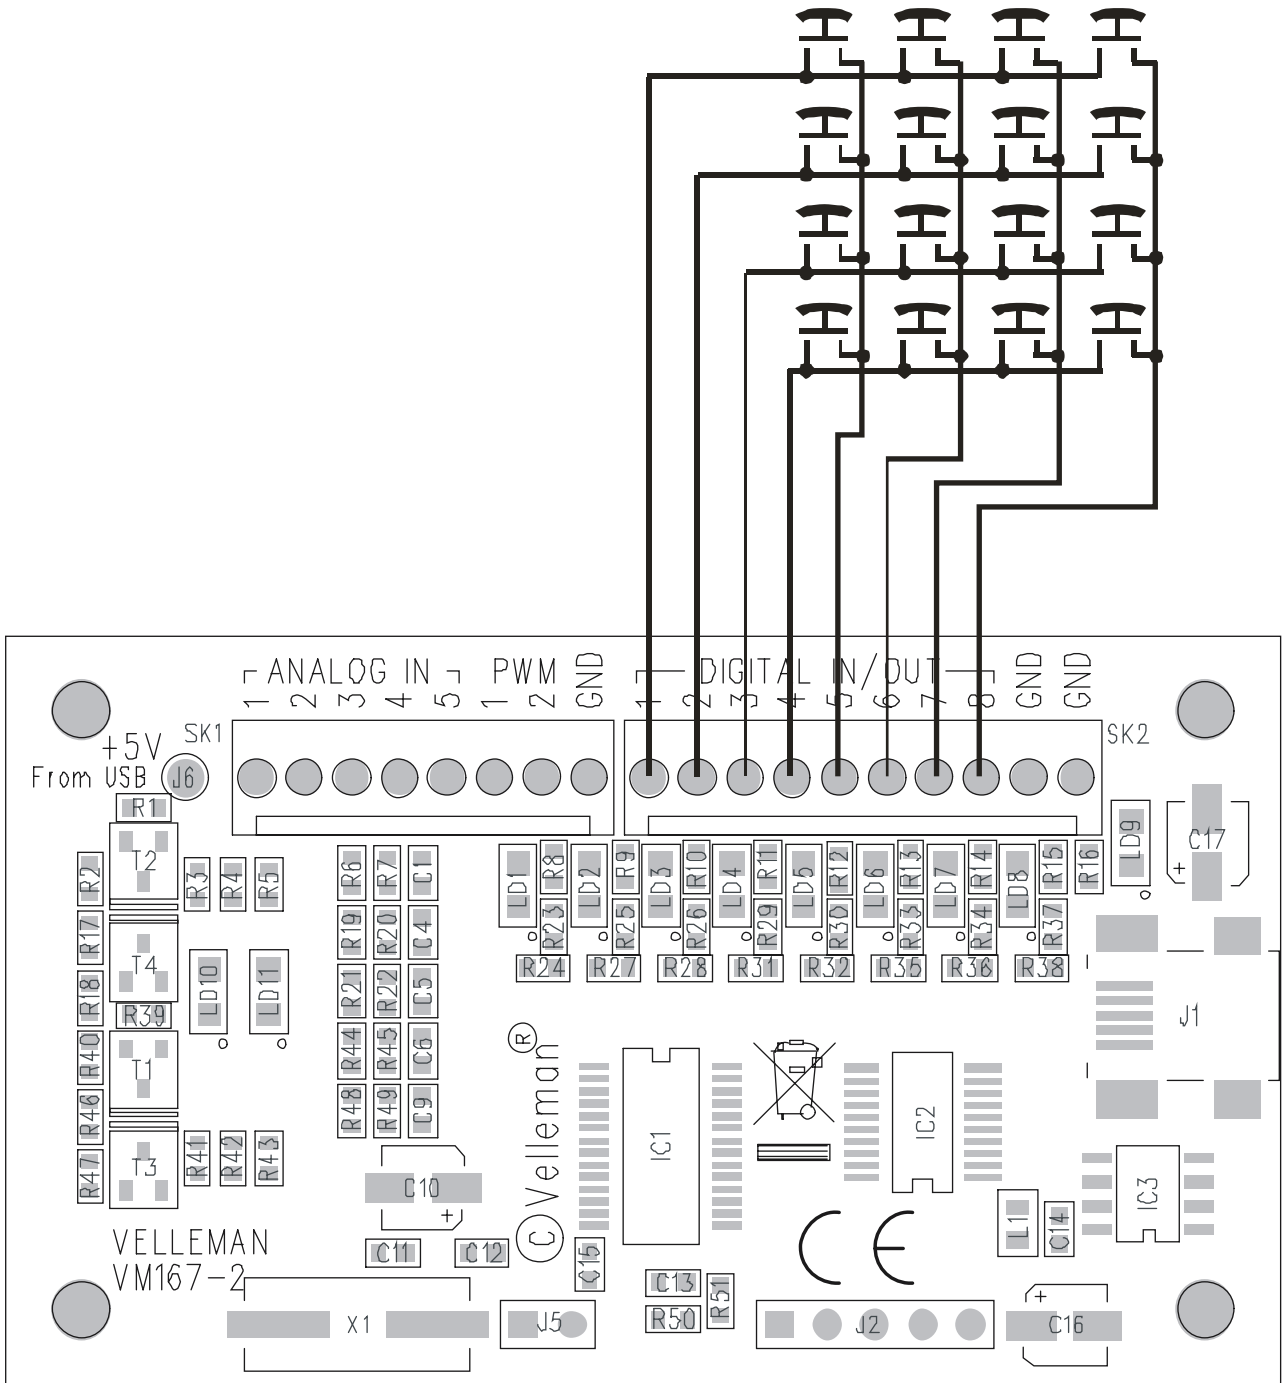 ANALOG IN
PWM
GND
DIGITAL IN/OUT
GND
GND
1 2 3 4 5 1 2
1 2 3 4 5 6 7 8
SK1
SK2
+5V
From USB
J6
R1
T2
R2
R3
R4
R5
R6
R7
C1
LD1
R8
LD2
R9
LD3
R10
LD4
R11
LD5
R12
LD6
R13
LD7
R14
LD8
R15
R16
LD9
C17
+
R17
T4
R19
R20
C4
R23
R25
R26
R29
R30
R33
R34
R37
R24
R27
R28
R31
R32
R35
R36
R38
R18
LD10
LD11
R21
R22
C5
R39
J1
R40
T1
R44
R45
C6
R46
R48
R49
C9
R47
T3
R41
R42
R43
C10
+
© Velleman ®
IC1
IC2
IC3
L1
C14
VELLEMAN
VM167-2
C11
C12
C15
C13
R50
R51
CE
X1
J5
J2
+
C16